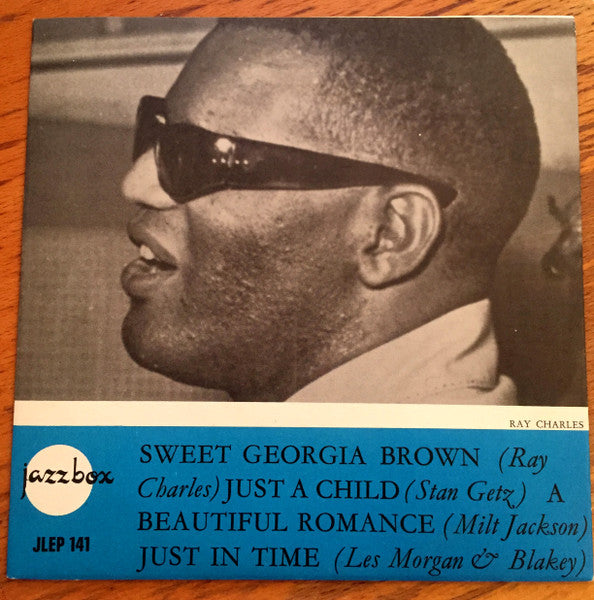 RAY CHARLES
jazzbox
JLEP 141
SWEET GEORGIA BROWN (Ray
Charles) JUST A CHILD (Stan Getz) A
BEAUTIFUL ROMANCE (Milt Jackson)
JUST IN TIME (Les Morgan & Blakey)